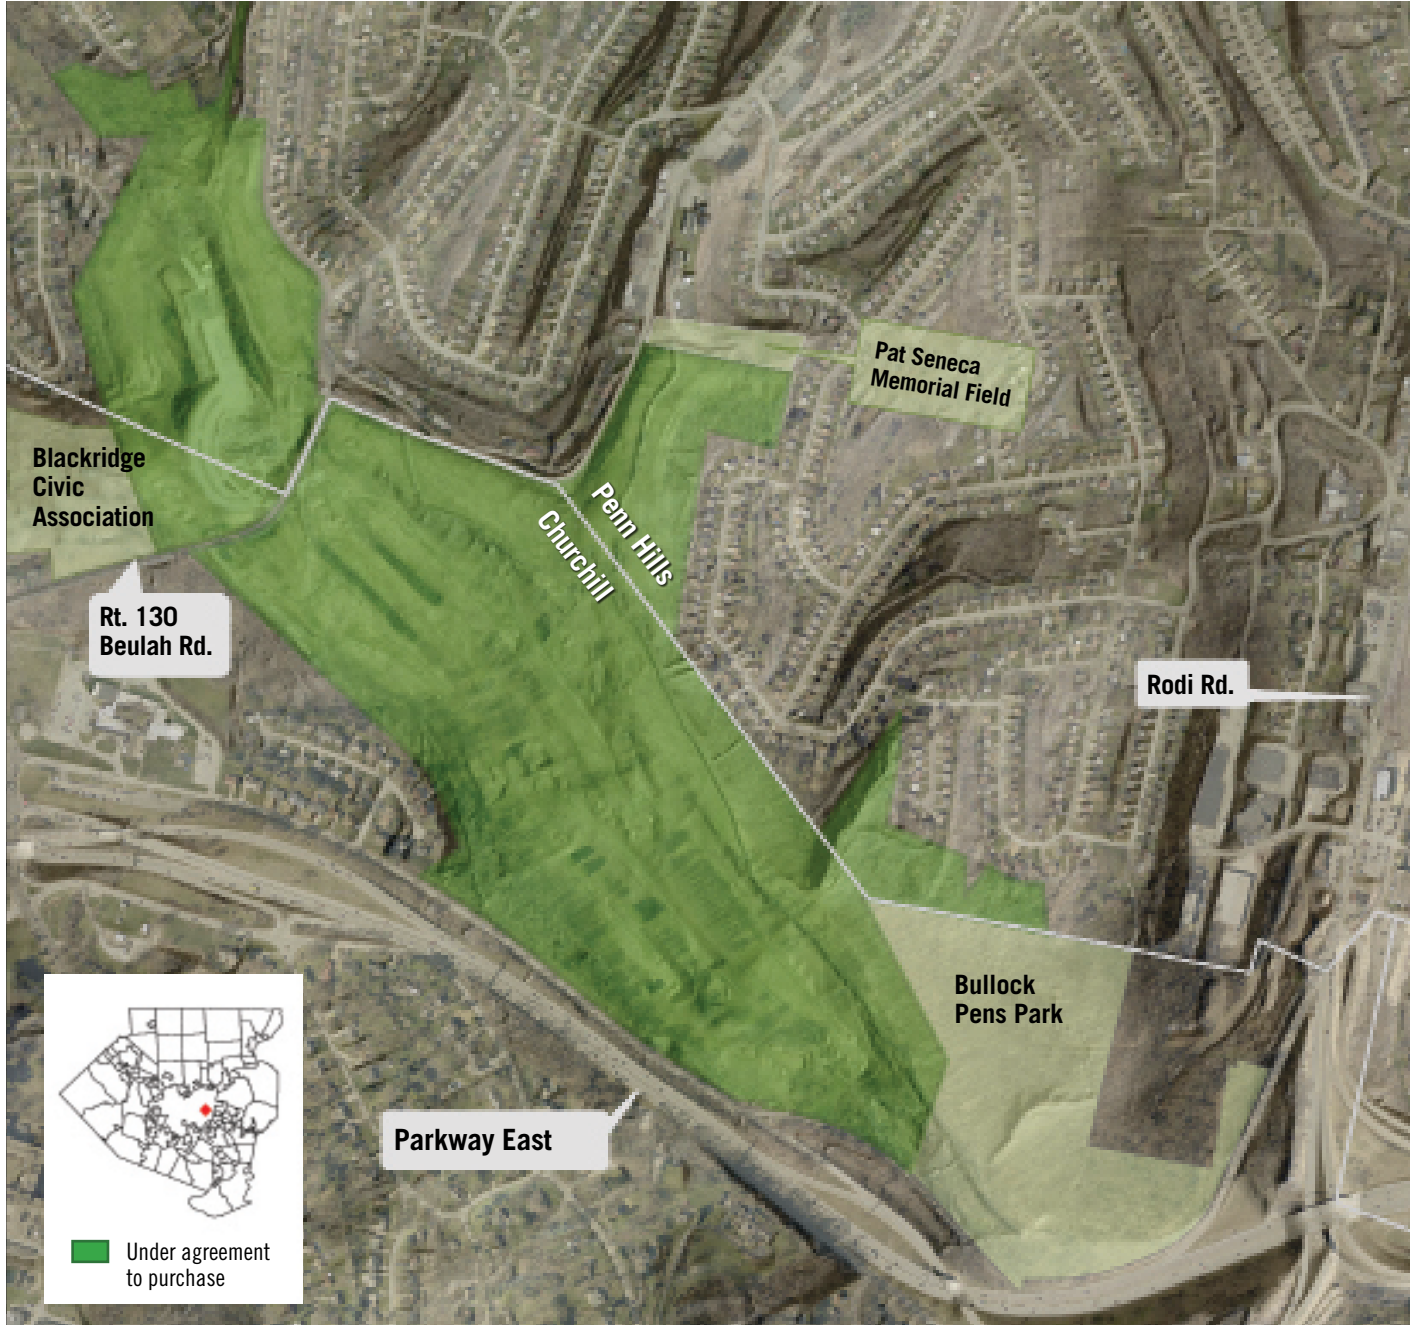 Pat Seneca
Memorial Field
Blackridge
Civic
Association
Penn Hills
Churchill
Rt. 130
Beulah Rd.
Rodi Rd.
Bullock
Pens Park
Parkway East
Under agreement
to purchase